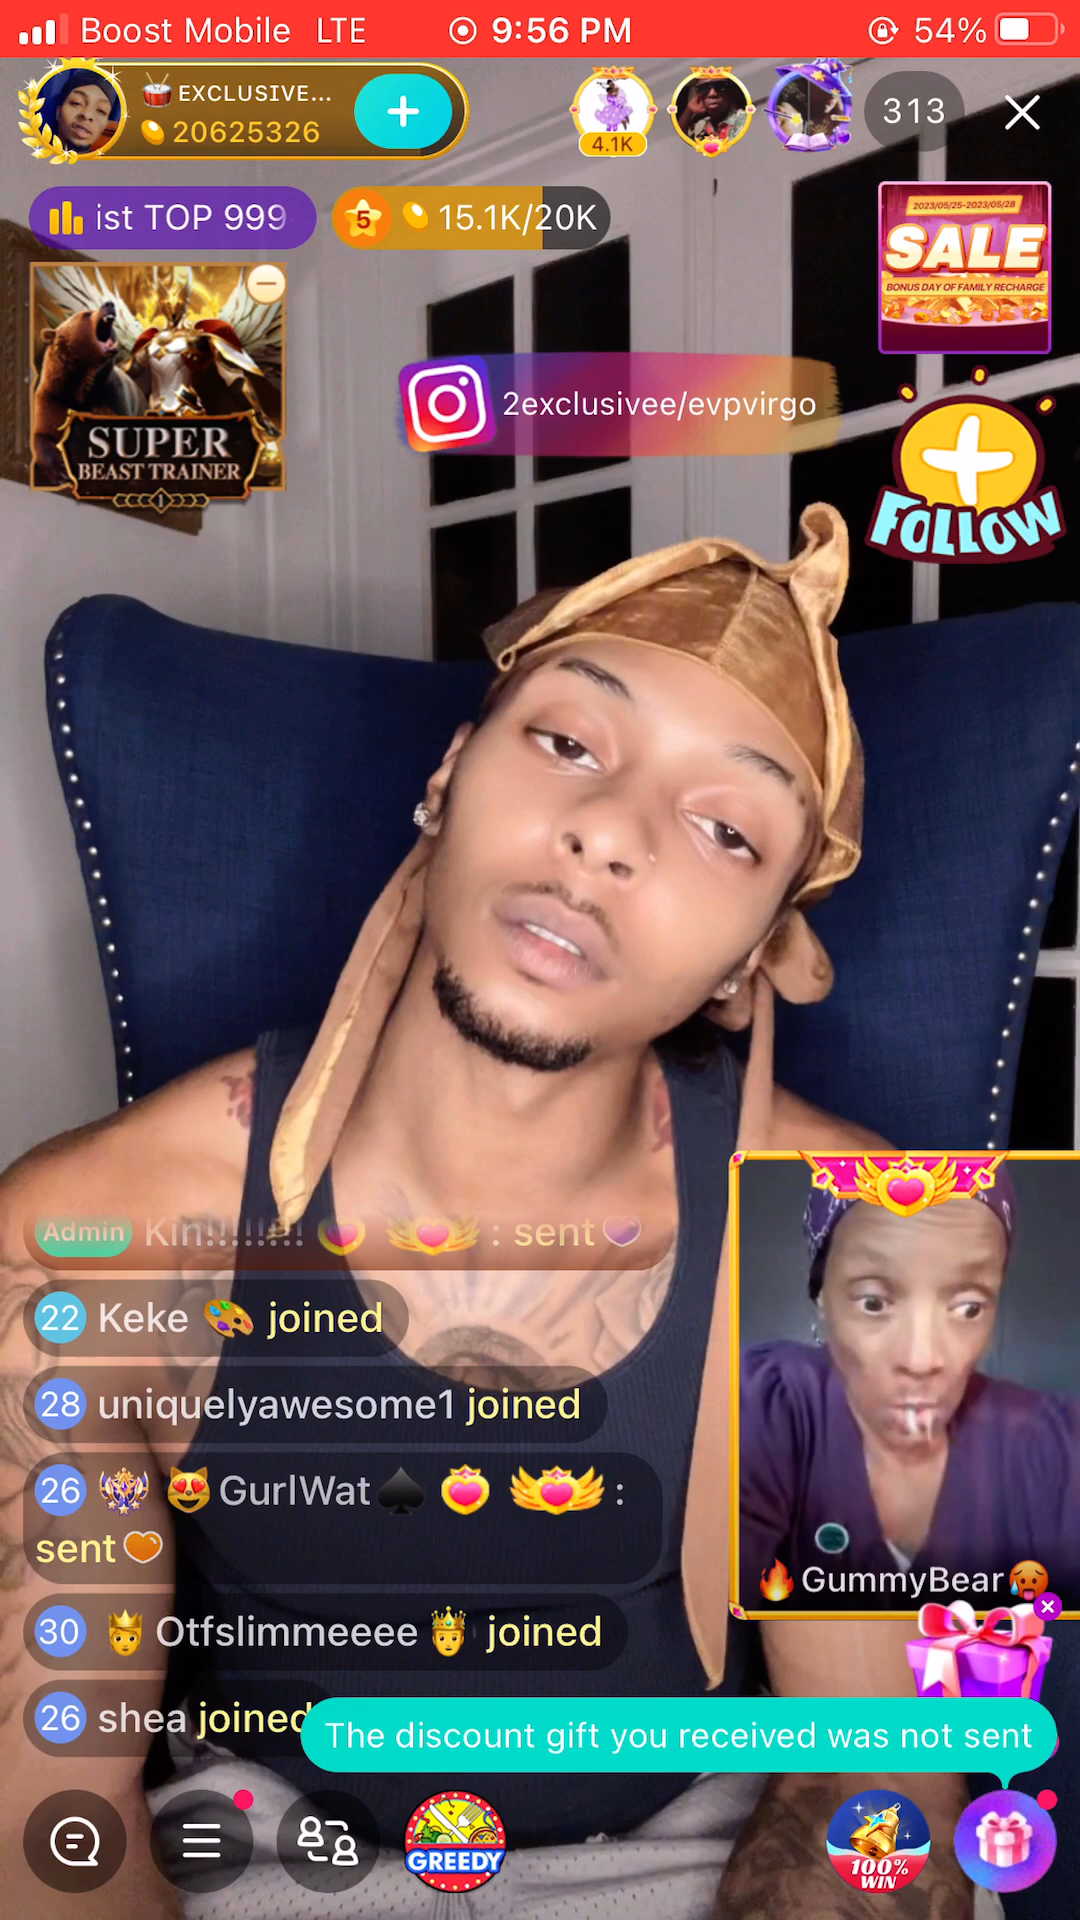 Boost Mobile LTE 9:56 PM 54%
EXCLUSIVE...
20625326
4.1K
313
ist TOP 999
5 15.1K/20K
2023/05/25-2023/05/28
SALE
BONUS DAY OF FAMILY RECHARGE
SUPER
BEAST TRAINER
1
2exclusivee/evpvirgo
FOLLOW
Admin Kin!!!!!!!! : sent
22 Keke joined
28 uniquelyawesome1 joined
26 GurlWat♠ :
sent
30 Otfslimmeeee joined
26 shea joined
GummyBear
The discount gift you received was not sent
GREEDY
100%
WIN